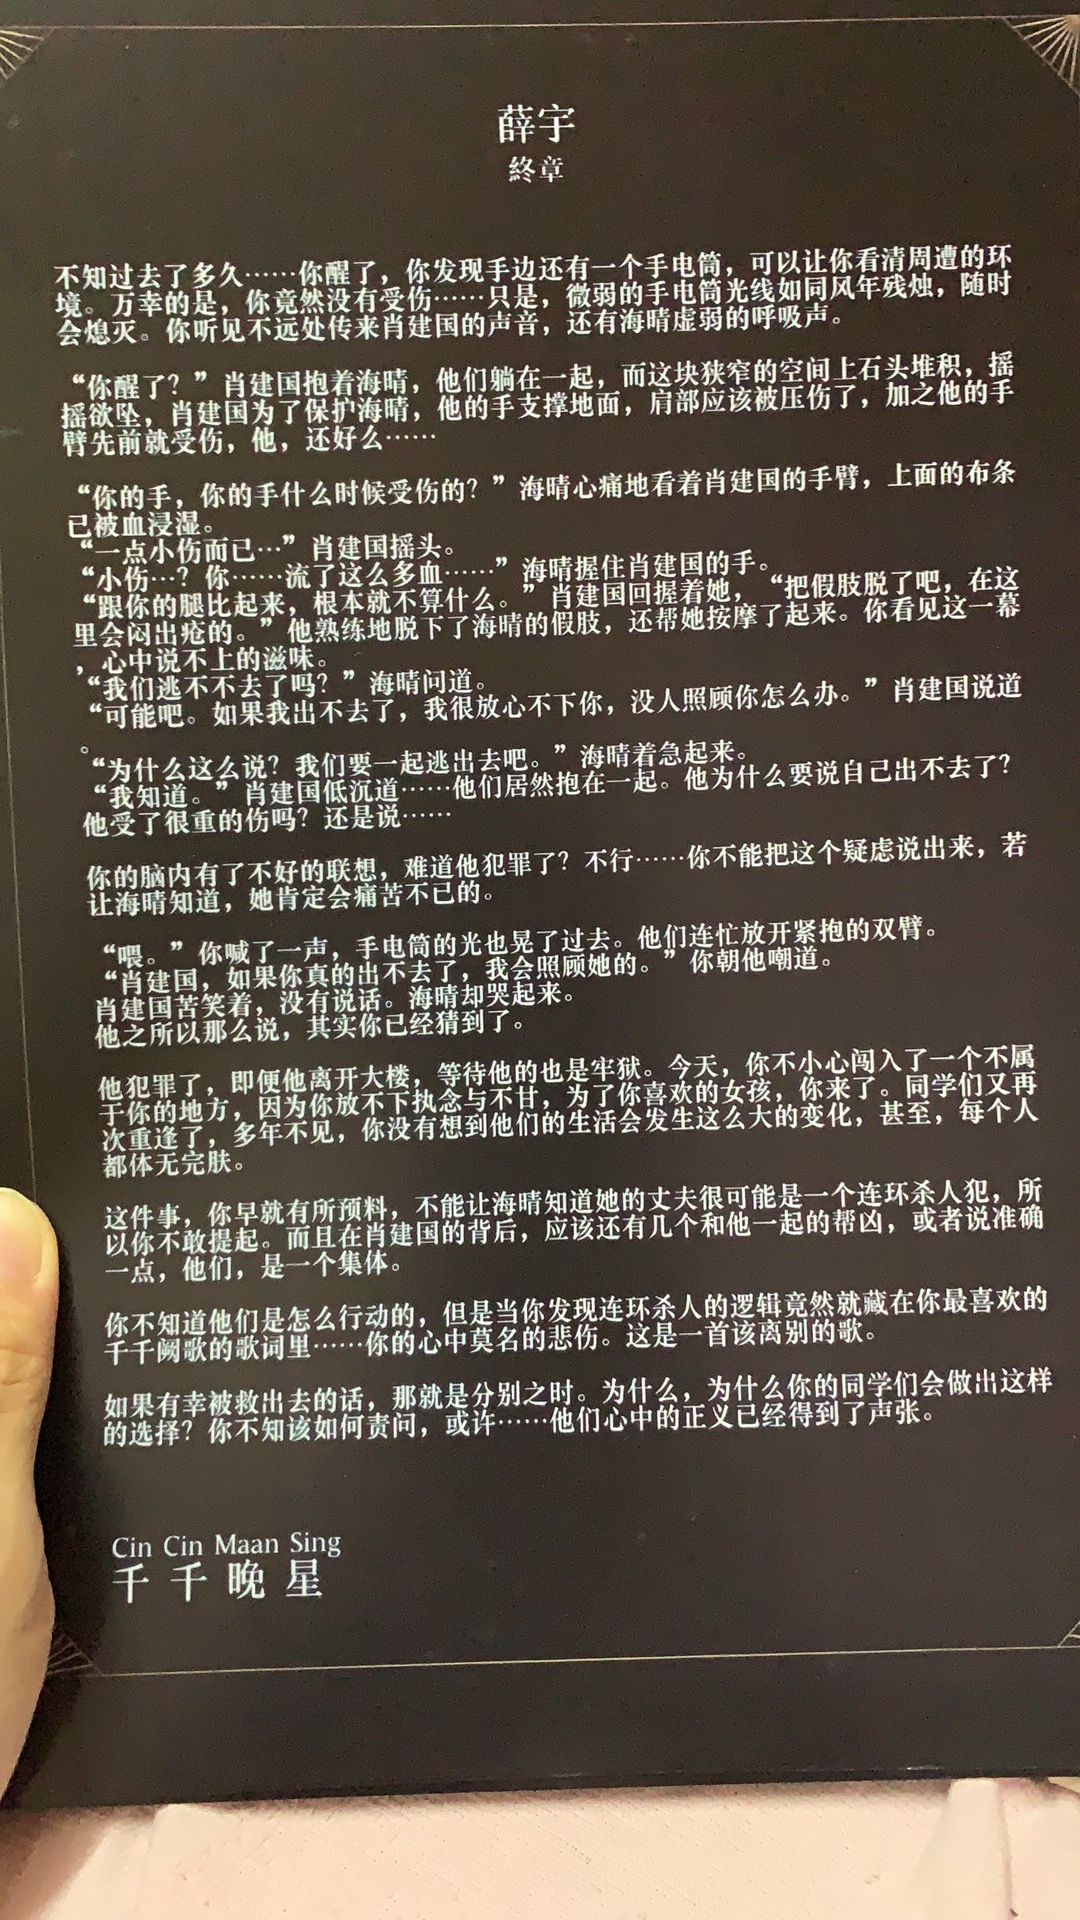 薛宇
終章
不知过去了多久……你醒了，你发现手边还有一个手电筒，可以让你看清周遭的环
境。万幸的是，你竟然没有受伤……只是，微弱的手电筒光线如同风年残烛，随时
会熄灭。你听见不远处传来肖建国的声音，还有海晴虚弱的呼吸声。
“你醒了？”肖建国抱着海晴，他们躺在一起，而这块狭窄的空间上石头堆积，摇
摇欲坠，肖建国为了保护海晴，他的手支撑地面，肩部应该被压伤了，加之他的手
臂先前就受伤，他，还好么……
“你的手，你的手什么时候受伤的？”海晴心痛地看着肖建国的手臂，上面的布条
已被血浸湿。
“一点小伤而已…”肖建国摇头。
“小伤…？你……流了这么多血……”海晴握住肖建国的手。
“跟你的腿比起来，根本就不算什么。”肖建国回握着她，“把假肢脱了吧，在这
里会闷出疮的。”他熟练地脱下了海晴的假肢，还帮她按摩了起来。你看见这一幕
，心中说不上的滋味。
“我们逃不不去了吗？”海晴问道。
“可能吧。如果我出不去了，我很放心不下你，没人照顾你怎么办。”肖建国说道
。
“为什么这么说？我们要一起逃出去吧。”海晴着急起来。
“我知道。”肖建国低沉道……他们居然抱在一起。他为什么要说自己出不去了？
他受了很重的伤吗？还是说……
你的脑内有了不好的联想，难道他犯罪了？不行……你不能把这个疑虑说出来，若
让海晴知道，她肯定会痛苦不已的。
“喂。”你喊了一声，手电筒的光也晃了过去。他们连忙放开紧抱的双臂。
“肖建国，如果你真的出不去了，我会照顾她的。”你朝他嘲道。
肖建国苦笑着，没有说话。海晴却哭起来。
他之所以那么说，其实你已经猜到了。
他犯罪了，即便他离开大楼，等待他的也是牢狱。今天，你不小心闯入了一个不属
于你的地方，因为你放不下执念与不甘，为了你喜欢的女孩，你来了。同学们又再
次重逢了，多年不见，你没有想到他们的生活会发生这么大的变化，甚至，每个人
都体无完肤。
这件事，你早就有所预料，不能让海晴知道她的丈夫很可能是一个连环杀人犯，所
以你不敢提起。而且在肖建国的背后，应该还有几个和他一起的帮凶，或者说准确
一点，他们，是一个集体。
你不知道他们是怎么行动的，但是当你发现连环杀人的逻辑竟然就藏在你最喜欢的
千千阙歌的歌词里……你的心中莫名的悲伤。这是一首该离别的歌。
如果有幸被救出去的话，那就是分别之时。为什么，为什么你的同学们会做出这样
的选择？你不知该如何责问，或许……他们心中的正义已经得到了声张。
Cin Cin Maan Sing
千千晚星